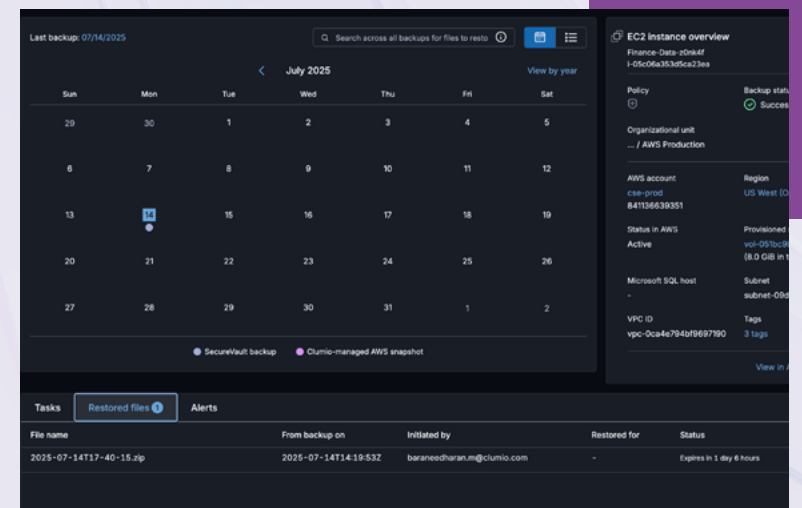 Last backup: 07/14/2025
Search across all backups for files to resto
July 2025
View by year
Sun Mon Tue Wed Thu Fri Sat
29 30 1 2 3 4 5
6 7 8 9 10 11 12
13 14 15 16 17 18 19
20 21 22 23 24 25 26
27 28 29 30 31 1 2
SecureVault backup Clumio-managed AWS snapshot
EC2 instance overview
Finance-Data-z0nk4f
i-05c06a353d5ca23ea
Policy Backup statu
Succes
Organizational unit
... / AWS Production
AWS account Region
cse-prod US West (O
841136639351
Status in AWS Provisioned
Active vol-051bc9
(8.0 GiB in t
Microsoft SQL host Subnet
- subnet-09d
VPC ID Tags
vpc-0ca4e794bf9697190 3 tags
View in A
Tasks Restored files 1 Alerts
File name From backup on Initiated by Restored for Status
2025-07-14T17-40-15.zip 2025-07-14T14:19:53Z baraneedharan.m@clumio.com - Expires in 1 day 6 hours